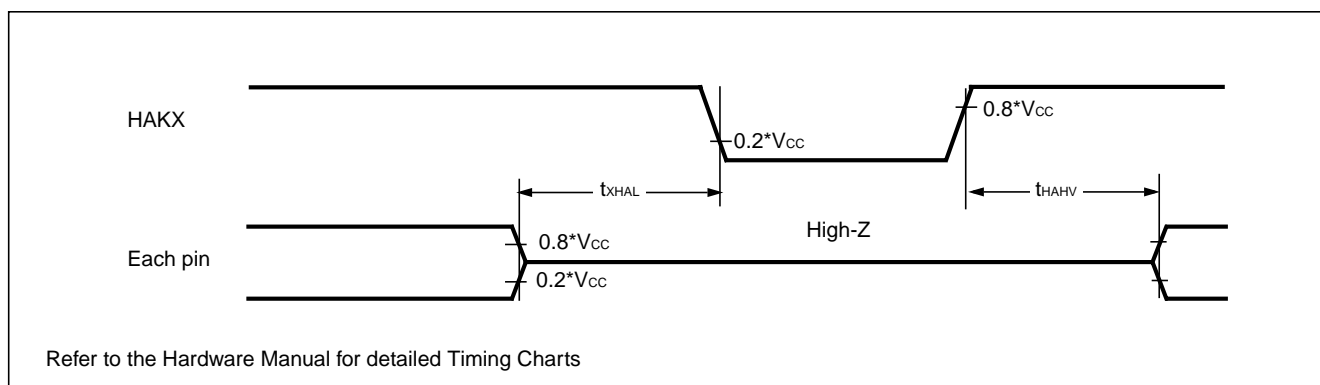 HAKX
0.8*VCC
0.2*VCC
tXHAL
tHAHV
High-Z
Each pin
0.8*VCC
0.2*VCC
Refer to the Hardware Manual for detailed Timing Charts